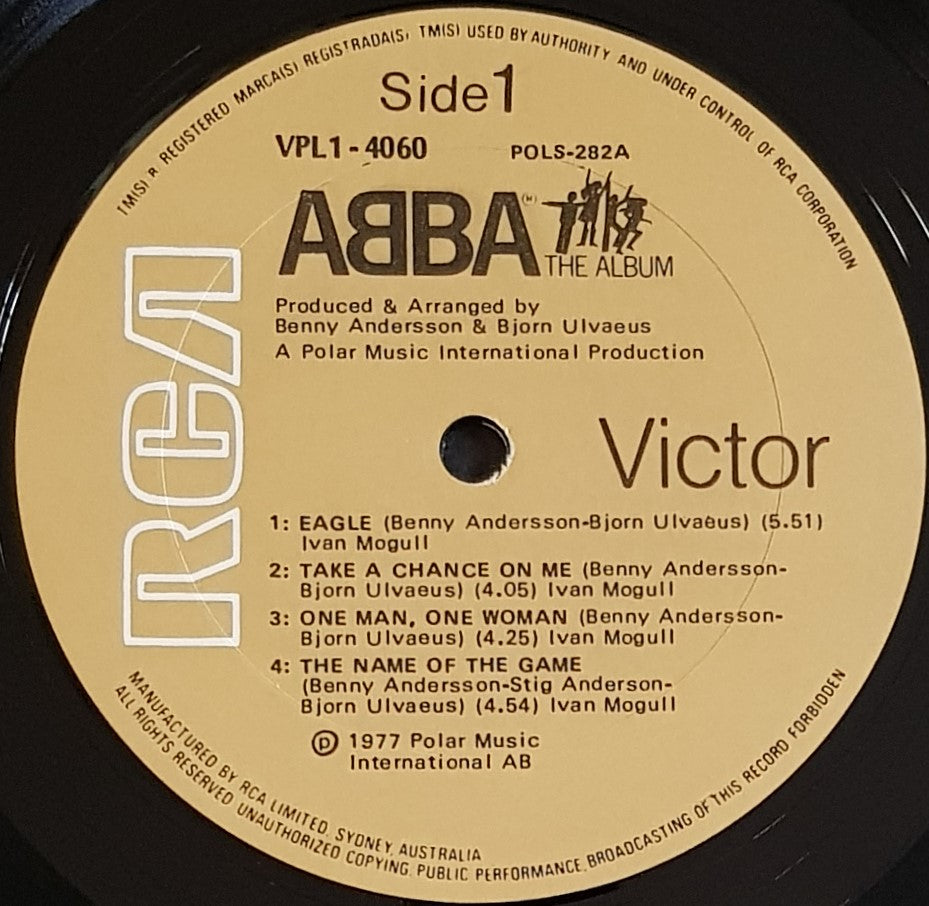 TM(S) ® REGISTERED MARCA(S) REGISTRADA(S), TM(S) USED BY AUTHORITY AND UNDER CONTROL OF RCA CORPORATION
Side 1
VPL1-4060 POLS-282A
ABBA (M)
THE ALBUM
Produced & Arranged by
Benny Andersson & Bjorn Ulvaeus
A Polar Music International Production
RCA
Victor
1: EAGLE (Benny Andersson-Bjorn Ulvaeus) (5.51)
Ivan Mogull
2: TAKE A CHANCE ON ME (Benny Andersson-
Bjorn Ulvaeus) (4.05) Ivan Mogull
3: ONE MAN, ONE WOMAN (Benny Andersson-
Bjorn Ulvaeus) (4.25) Ivan Mogull
4: THE NAME OF THE GAME
(Benny Andersson-Stig Anderson-
Bjorn Ulvaeus) (4.54) Ivan Mogull
Ⓟ 1977 Polar Music
International AB
MANUFACTURED BY RCA LIMITED, SYDNEY, AUSTRALIA
ALL RIGHTS RESERVED UNAUTHORIZED COPYING, PUBLIC PERFORMANCE, BROADCASTING OF THIS RECORD FORBIDDEN